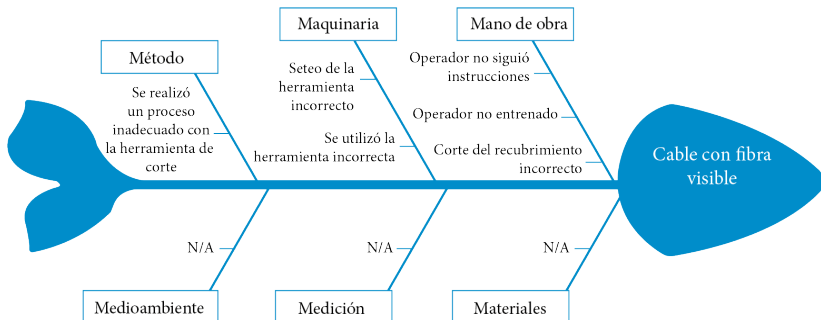 Método
Se realizó
un proceso
inadecuado con
la herramienta de
corte
Maquinaria
Seteo de la
herramienta
incorrecto
Se utilizó la
herramienta incorrecta
Mano de obra
Operador no siguió
instrucciones
Operador no entrenado
Corte del recubrimiento
incorrecto
Cable con fibra
visible
N/A
Medioambiente
N/A
Medición
N/A
Materiales